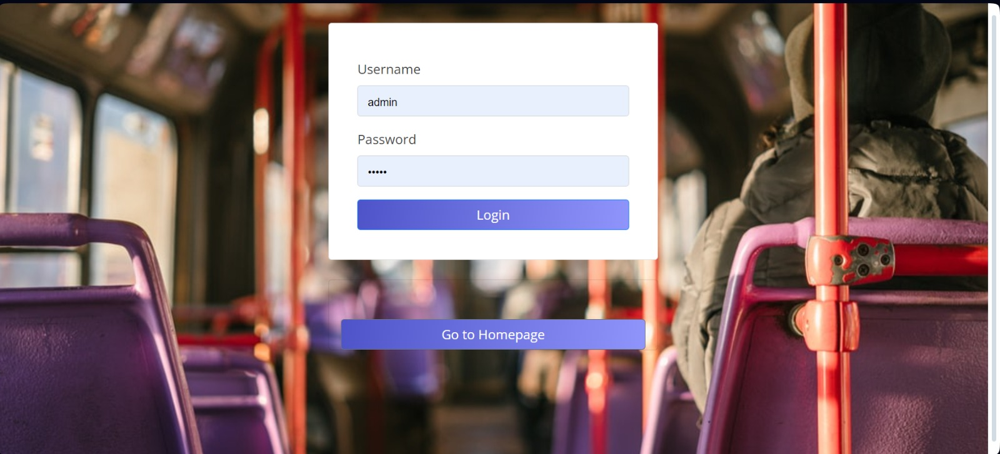 Username
admin
Password
•••••
Login
Go to Homepage